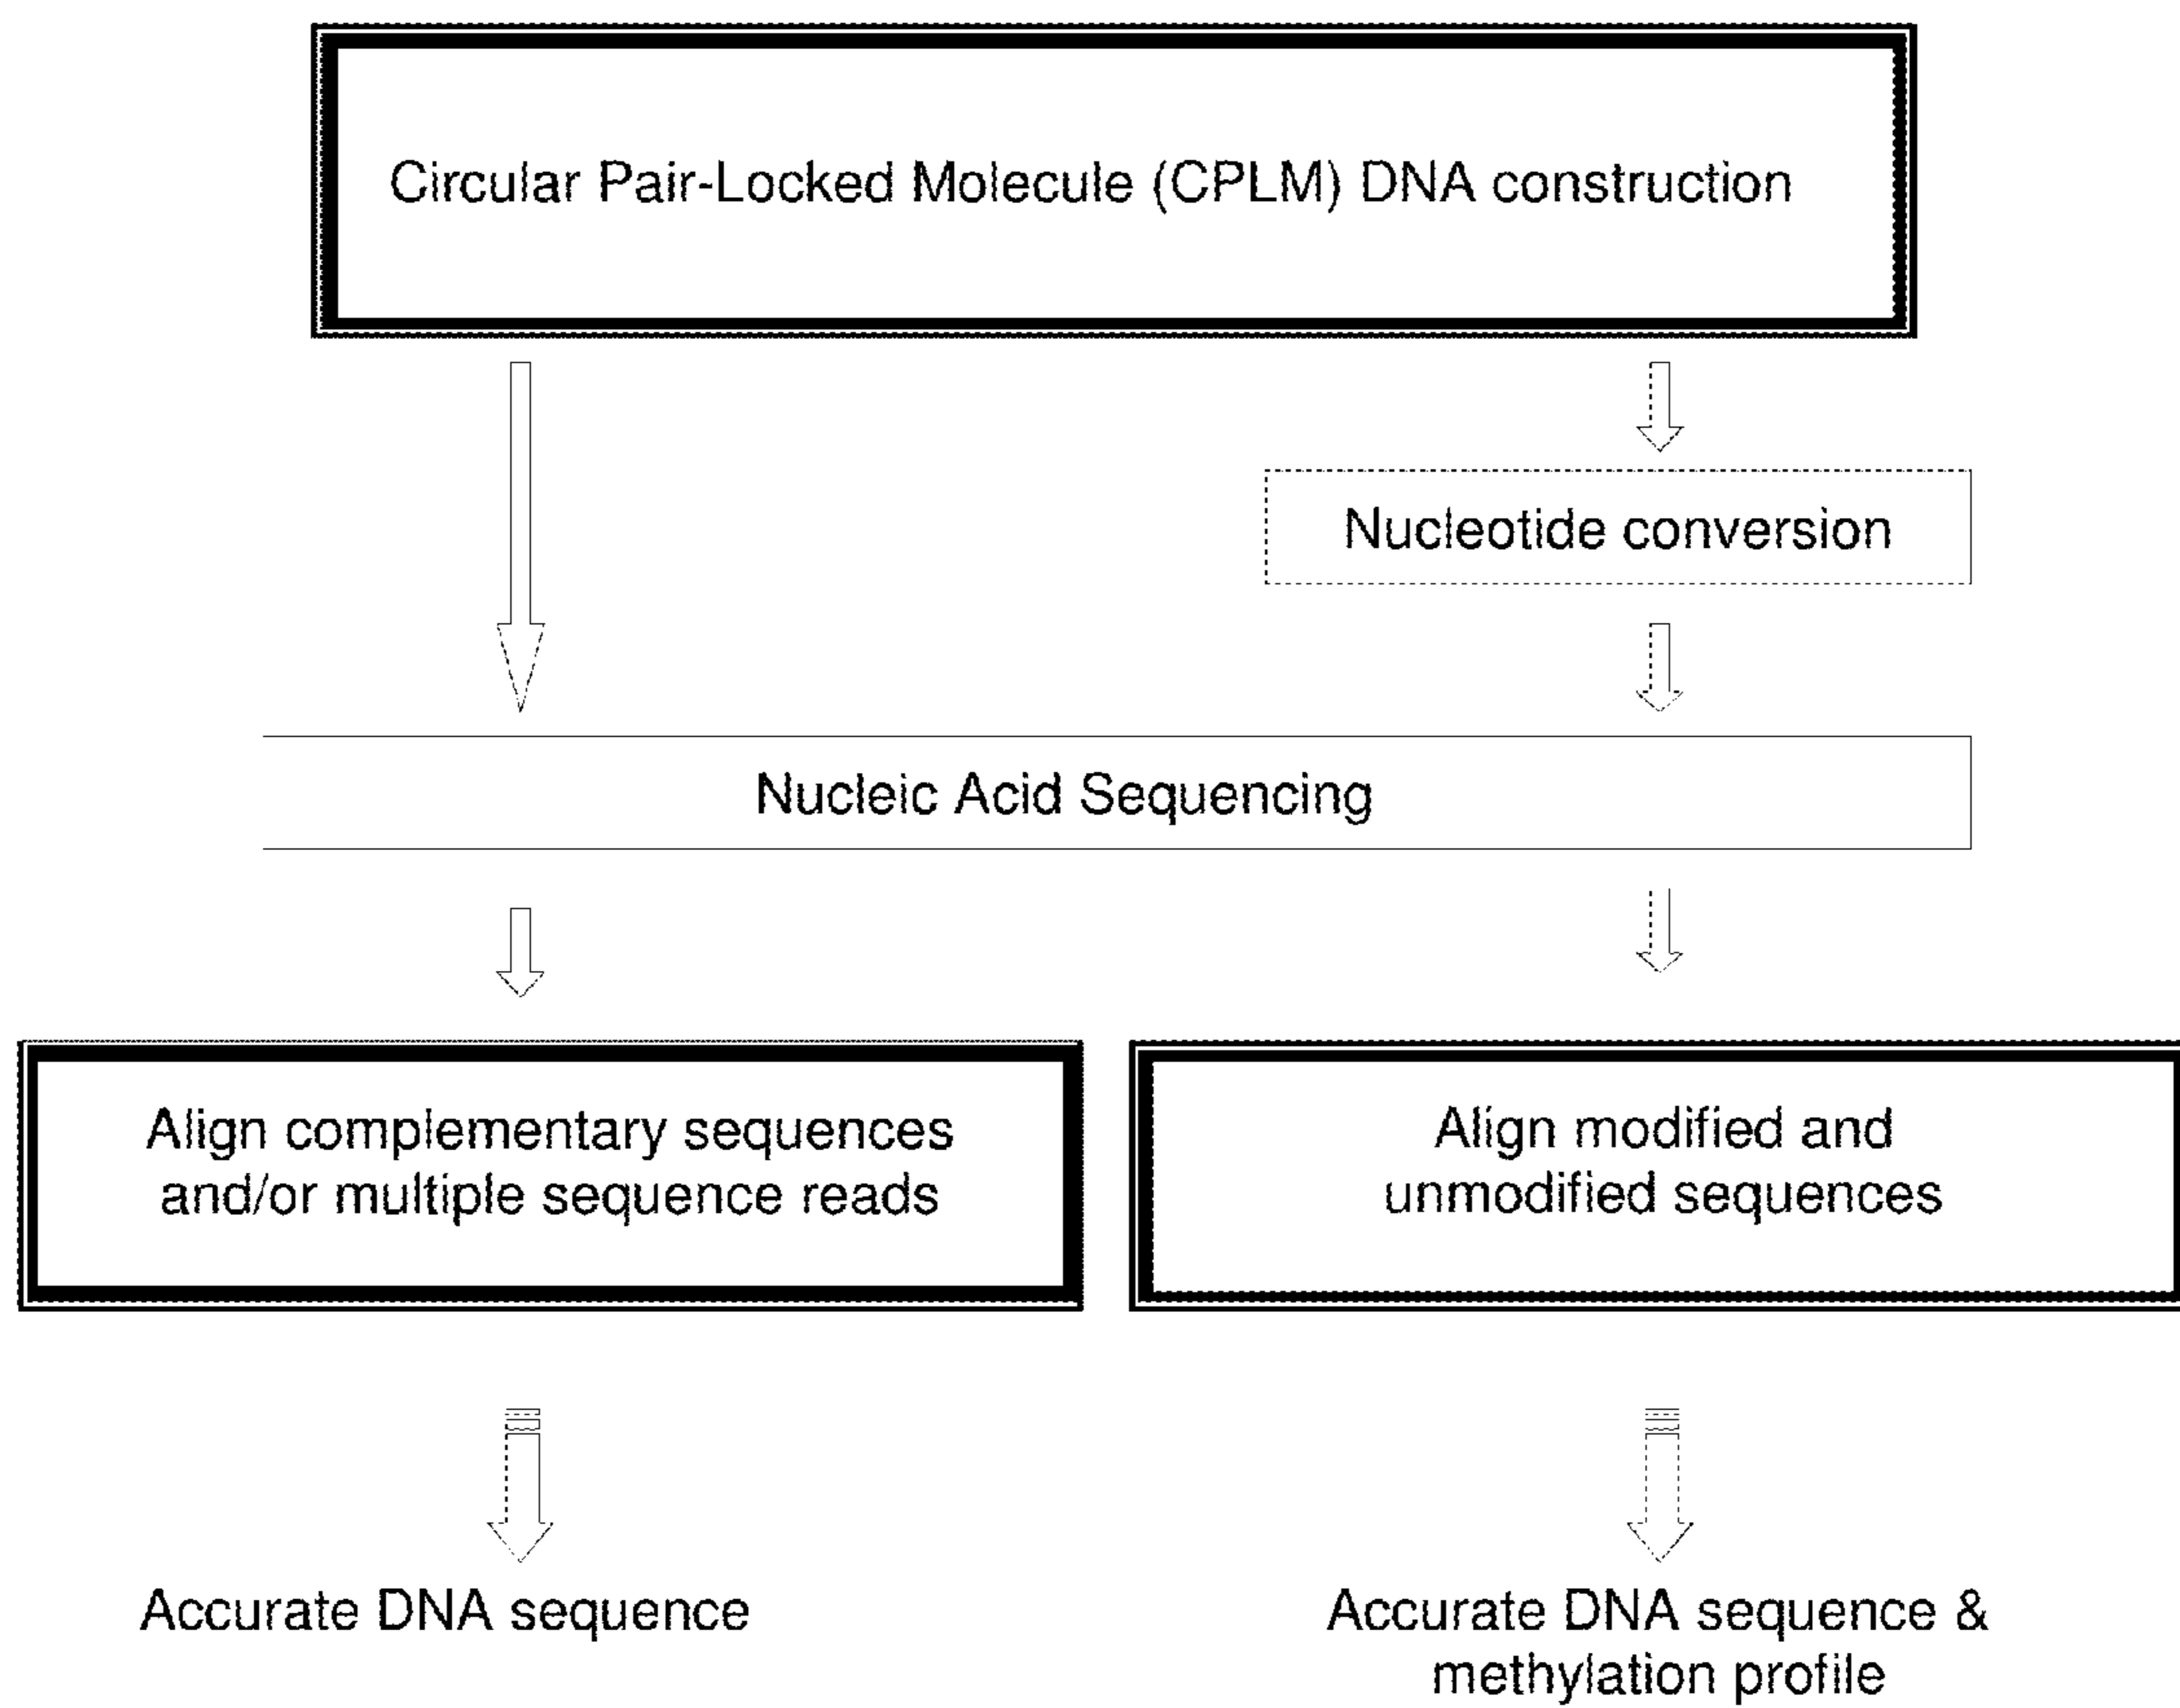 Circular Pair-Locked Molecule (CPLM) DNA construction
Nucleotide conversion
Nucleic Acid Sequencing
Align complementary sequences
and/or multiple sequence reads
Align modified and
unmodified sequences
Accurate DNA sequence
Accurate DNA sequence &
methylation profile